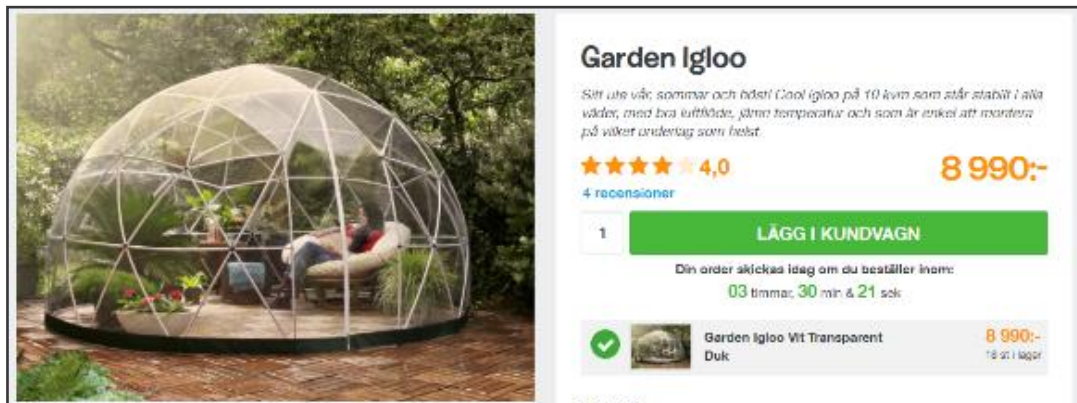 Garden Igloo
Sitt ute vår, sommar och höst! Cool igloo på 10 kvm som står stabilt i alla
väder, med bra luftflöde, jämn temperatur och som är enkel att montera
på vilket underlag som helst.
4,0
8 990:-
4 recensioner
1
LÄGG I KUNDVAGN
Din order skickas idag om du beställer inom:
03 timmar, 30 min & 21 sek
Garden Igloo Vit Transparent
Duk
8 990:-
18 st i lager